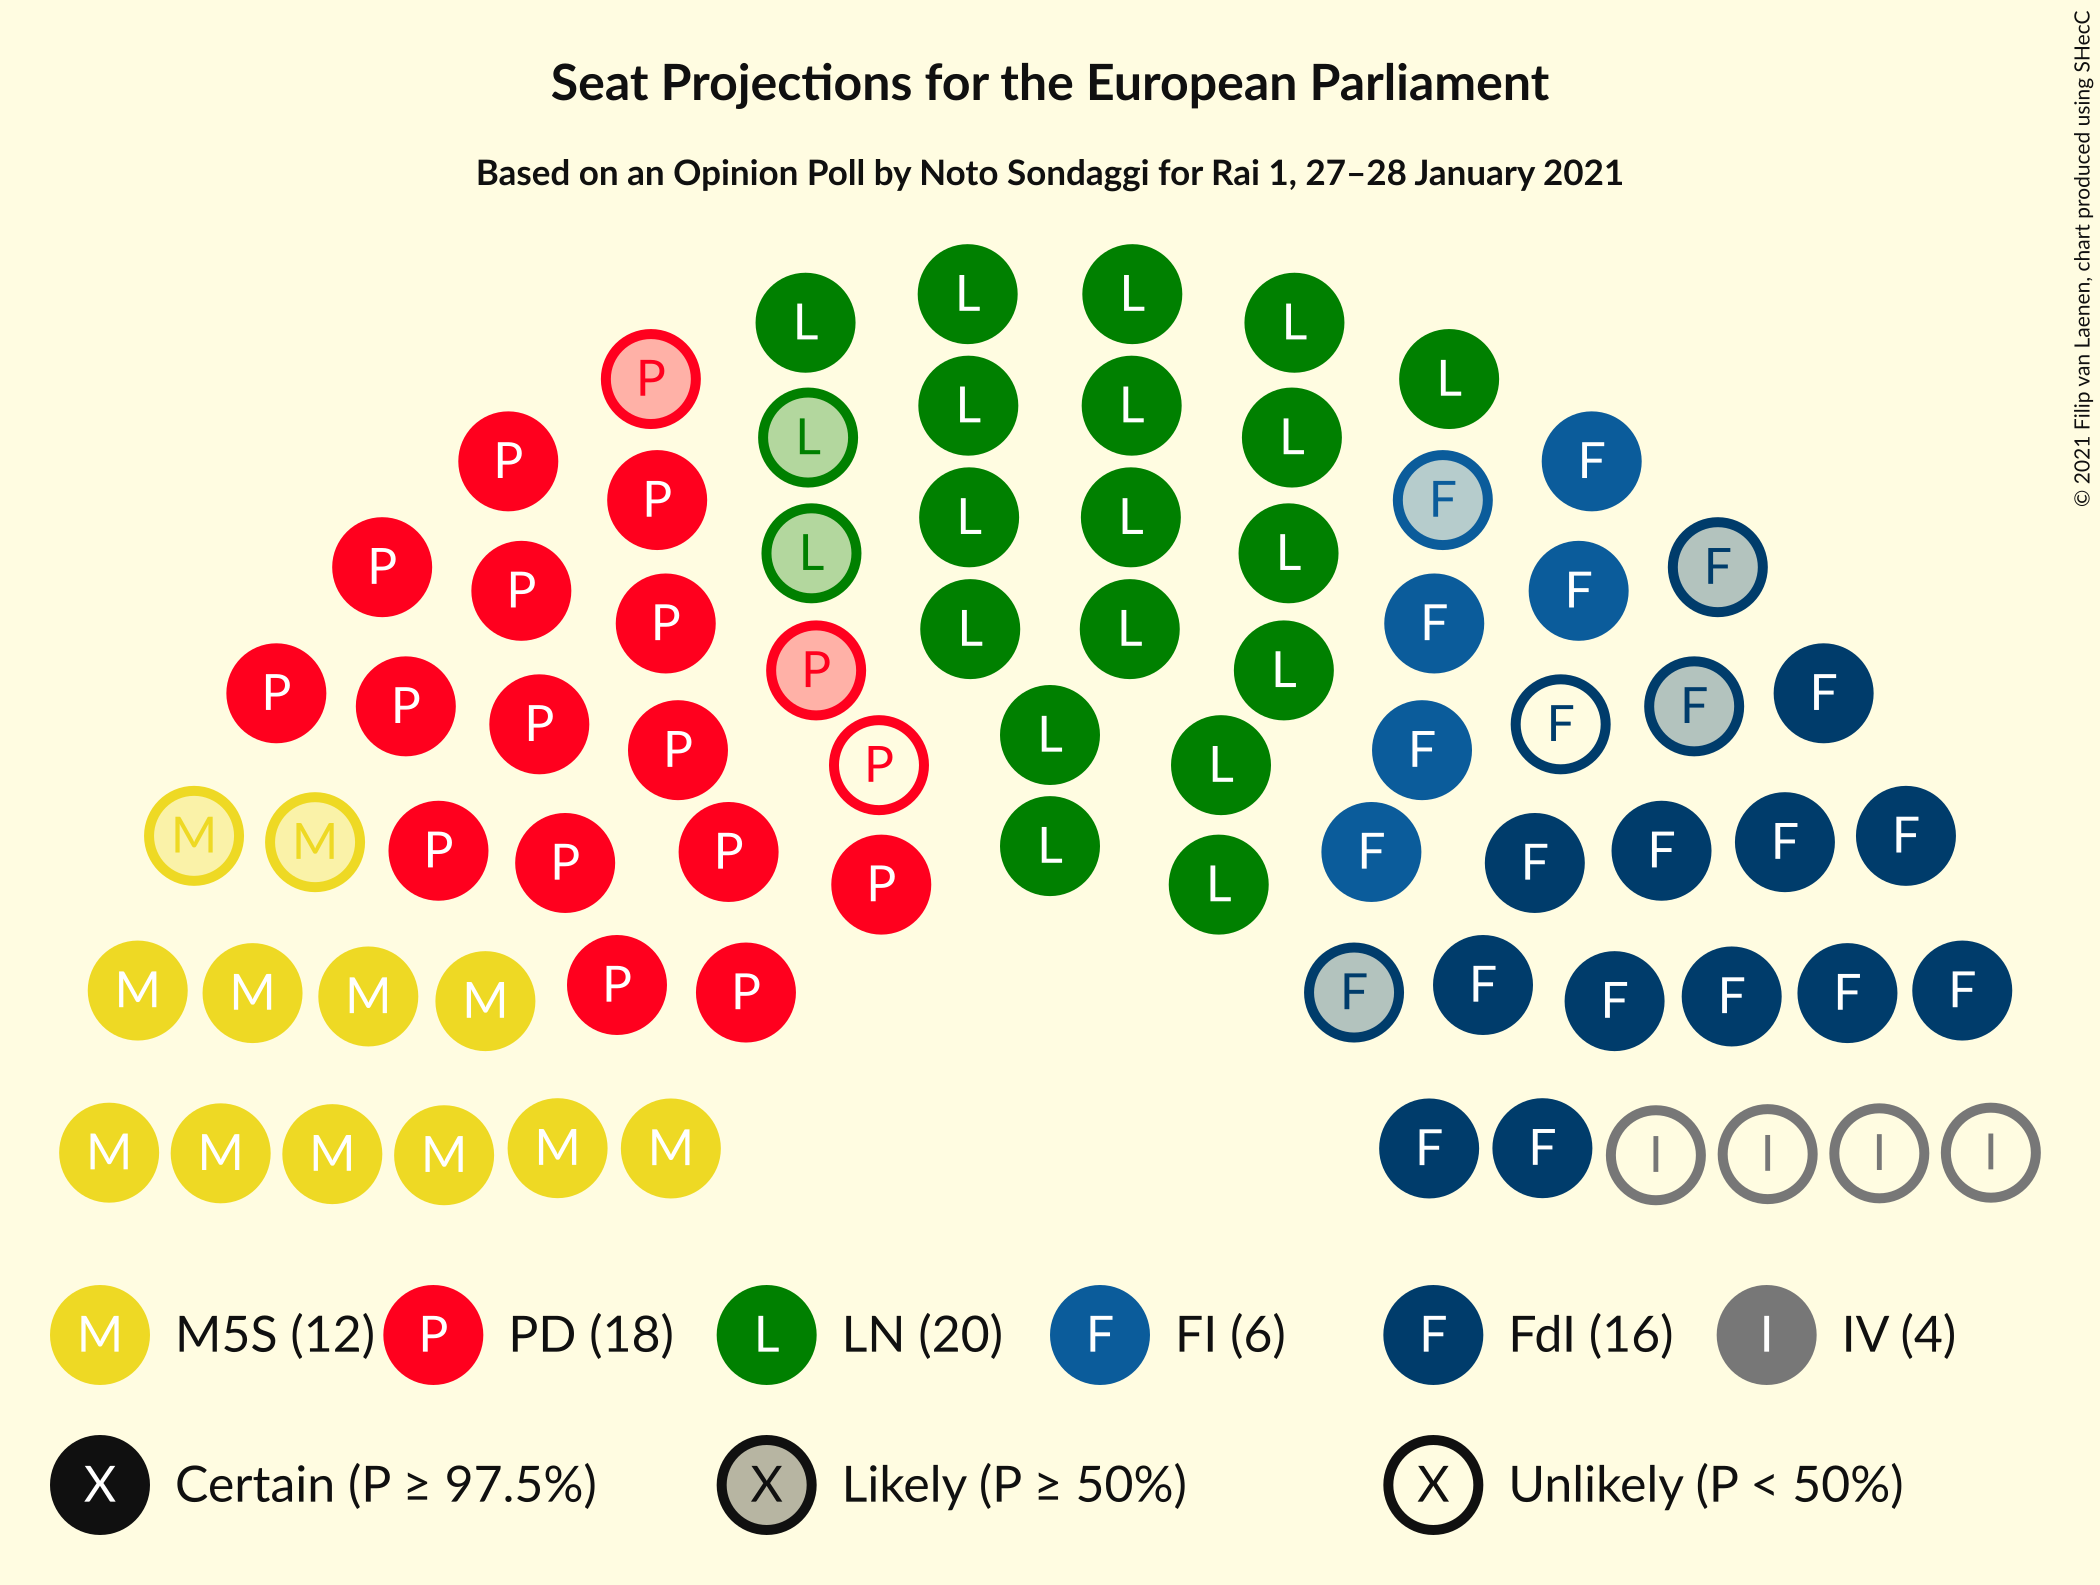 Seat Projections for the European Parliament
Based on an Opinion Poll by Noto Sondaggi for Rai 1, 27–28 January 2021
© 2021 Filip van Laenen, chart produced using SHecC
L L
L L
P L
L L
L L L
P F F
P F
L L L
P F F
P P
P L L F
P L
P P F F F
P P F
L
P L
M M P P F F F F
P P F
L
P L
M M M M P P F F F F F F
M M M M M M F F I I I I
M M5S (12) P PD (18) L LN (20) F FI (6) F FdI (16) I IV (4)
X Certain (P ≥ 97.5%) X Likely (P ≥ 50%) X Unlikely (P < 50%)